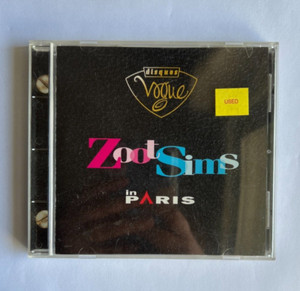 disques
Vogue
USED
Zoot Sims
in
PARIS